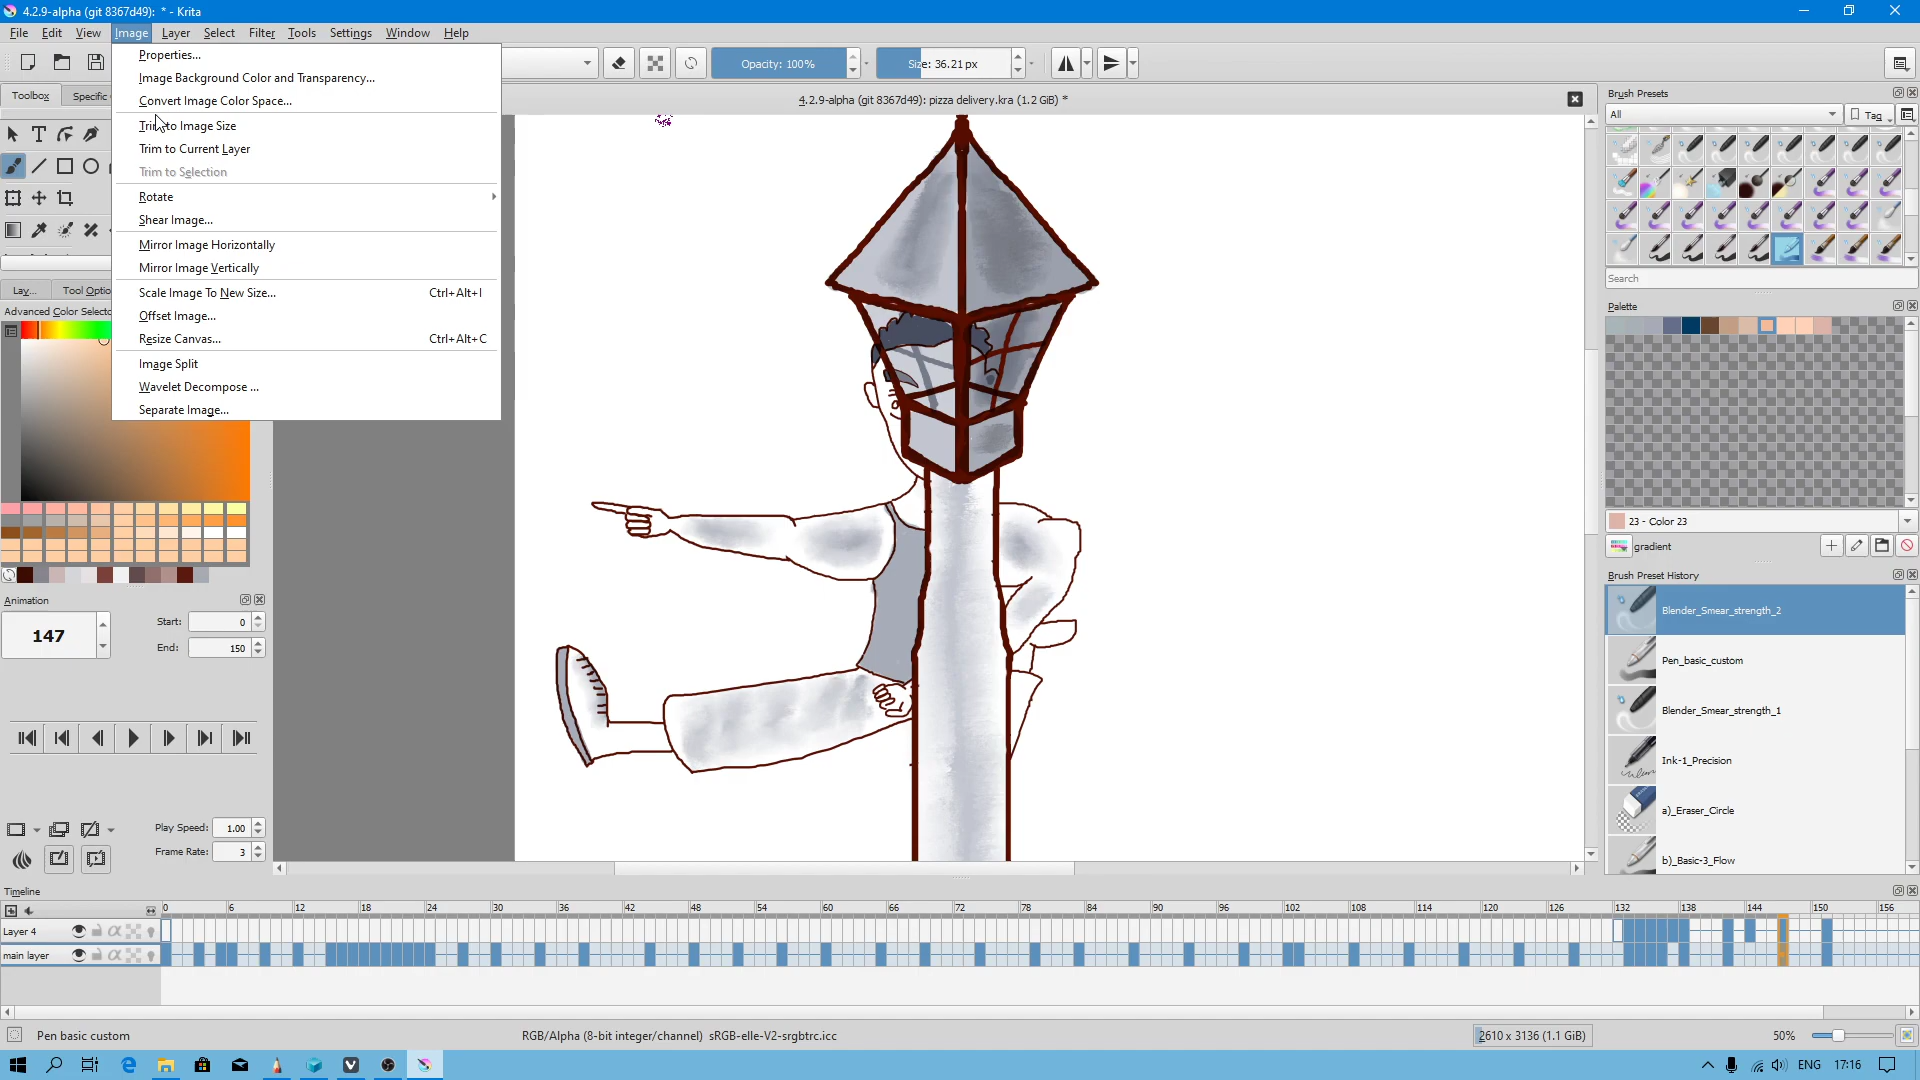 4.2.9-alpha (git 8367d49):  * - Krita
File Edit View Image Layer Select Filter Tools Settings Window Help
Properties...
Image Background Color and Transparency...
Convert Image Color Space...
Trim to Image Size
Trim to Current Layer
Trim to Selection
Rotate
Shear Image...
Mirror Image Horizontally
Mirror Image Vertically
Scale Image To New Size... Ctrl+Alt+I
Offset Image...
Resize Canvas... Ctrl+Alt+C
Image Split
Wavelet Decompose ...
Separate Image...
Opacity: 100%
Size: 36.21 px
Toolbox Specific
4.2.9-alpha (git 8367d49): pizza delivery.kra (1.2 GiB) *
Lay... Tool Optio
Advanced Color Selecto
Brush Presets
All
Tag
Search
Palette
23 - Color 23
gradient
Brush Preset History
Blender_Smear_strength_2
Pen_basic_custom
Blender_Smear_strength_1
Ink-1_Precision
a)_Eraser_Circle
b)_Basic-3_Flow
Animation
147
Start: 0
End: 150
Play Speed: 1.00
Frame Rate: 3
Timeline
0 6 12 18 24 30 36 42 48 54 60 66 72 78 84 90 96 102 108 114 120 126 132 138 144 150 156
Layer 4
main layer
Pen basic custom
RGB/Alpha (8-bit integer/channel)  sRGB-elle-V2-srgbtrc.icc
2610 x 3136 (1.1 GiB)
50%
ENG 17:16